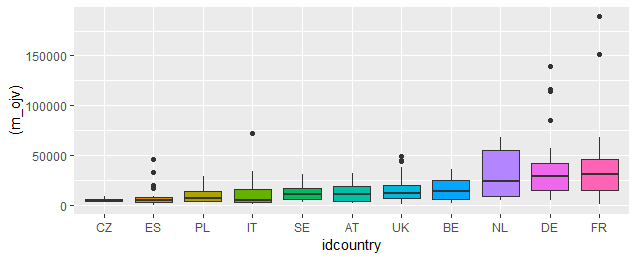 150000
100000
50000
0
(m_ojv)
CZ ES PL IT SE AT UK BE NL DE FR
idcountry